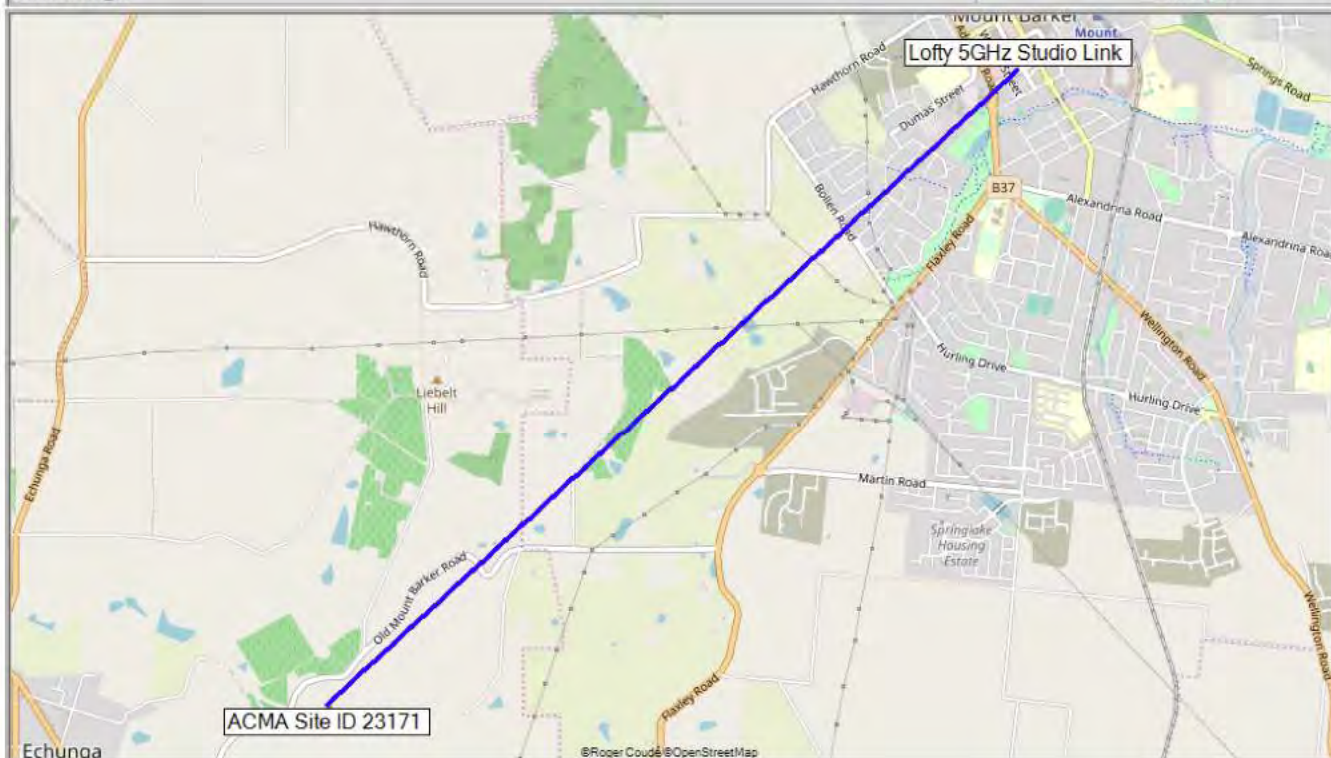 Mount Barker
Mount
Lofty 5GHz Studio Link
Hawthorn Road
Springs Road
Dumas Street
Street
B37
Alexandrina Road
Alexandrina Road
Bollen Road
Flaxley Road
Hawthorn Road
Wellington Road
Hurling Drive
Liebelt
Hill
Hurling Drive
Echunga Road
Martin Road
Springlake
Housing
Estate
Old Mount Barker Road
Wellington Road
Flaxley Road
ACMA Site ID 23171
Echunga
©Roger Coudé©OpenStreetMap